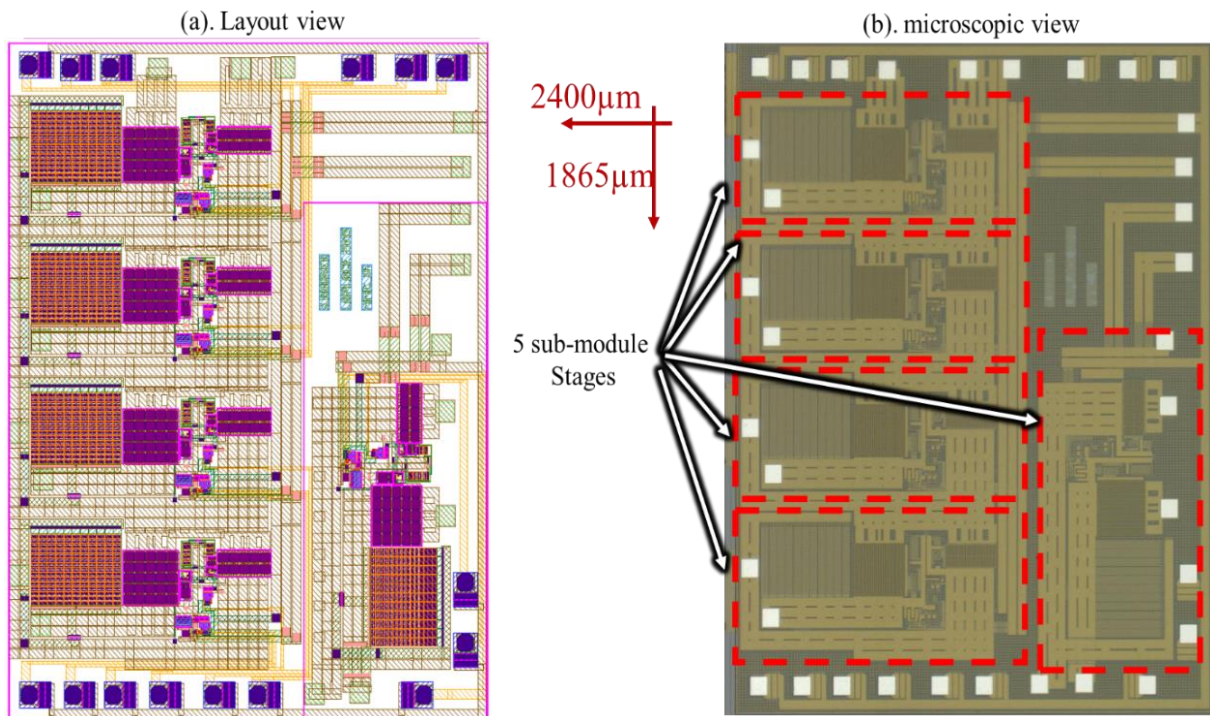 (a). Layout view
(b). microscopic view
2400µm
1865µm
5 sub-module
Stages